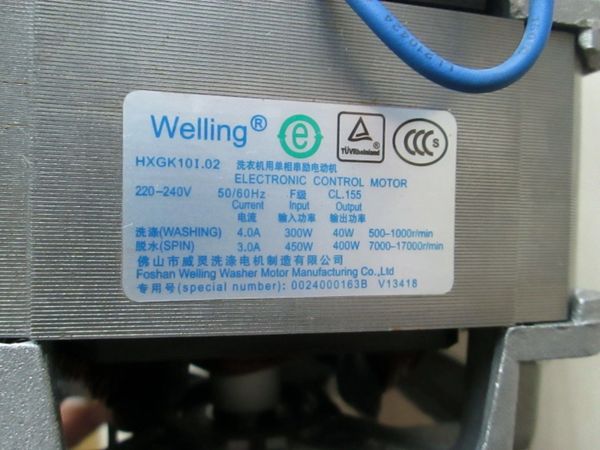 Welling®
e
TÜVRheinland
CCC S
HXGK10I.02 洗衣机用单相串励电动机
ELECTRONIC CONTROL MOTOR
220-240V 50/60Hz F级 CL.155
Current Input Output
电流 输入功率 输出功率
洗涤(WASHING) 4.0A 300W 40W 500-1000r/min
脱水(SPIN) 3.0A 450W 400W 7000-17000r/min
佛山市威灵洗涤电机制造有限公司
Foshan Welling Washer Motor Manufacturing Co.,Ltd
专用号(special number): 0024000163B V13418